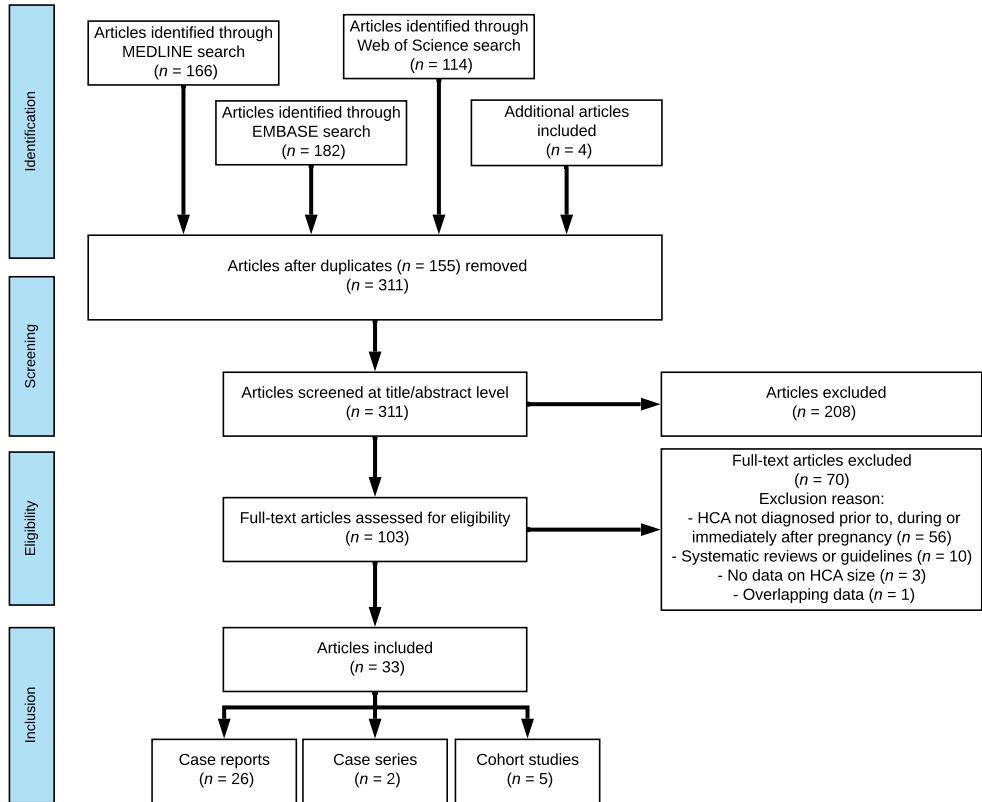 Identification
Articles identified through
MEDLINE search
(n = 166)
Articles identified through
Web of Science search
(n = 114)
Articles identified through
EMBASE search
(n = 182)
Additional articles
included
(n = 4)
Articles after duplicates (n = 155) removed
(n = 311)
Screening
Articles screened at title/abstract level
(n = 311)
Articles excluded
(n = 208)
Eligibility
Full-text articles assessed for eligibility
(n = 103)
Full-text articles excluded
(n = 70)
Exclusion reason:
- HCA not diagnosed prior to, during or
immediately after pregnancy (n = 56)
- Systematic reviews or guidelines (n = 10)
- No data on HCA size (n = 3)
- Overlapping data (n = 1)
Inclusion
Articles included
(n = 33)
Case reports
(n = 26)
Case series
(n = 2)
Cohort studies
(n = 5)